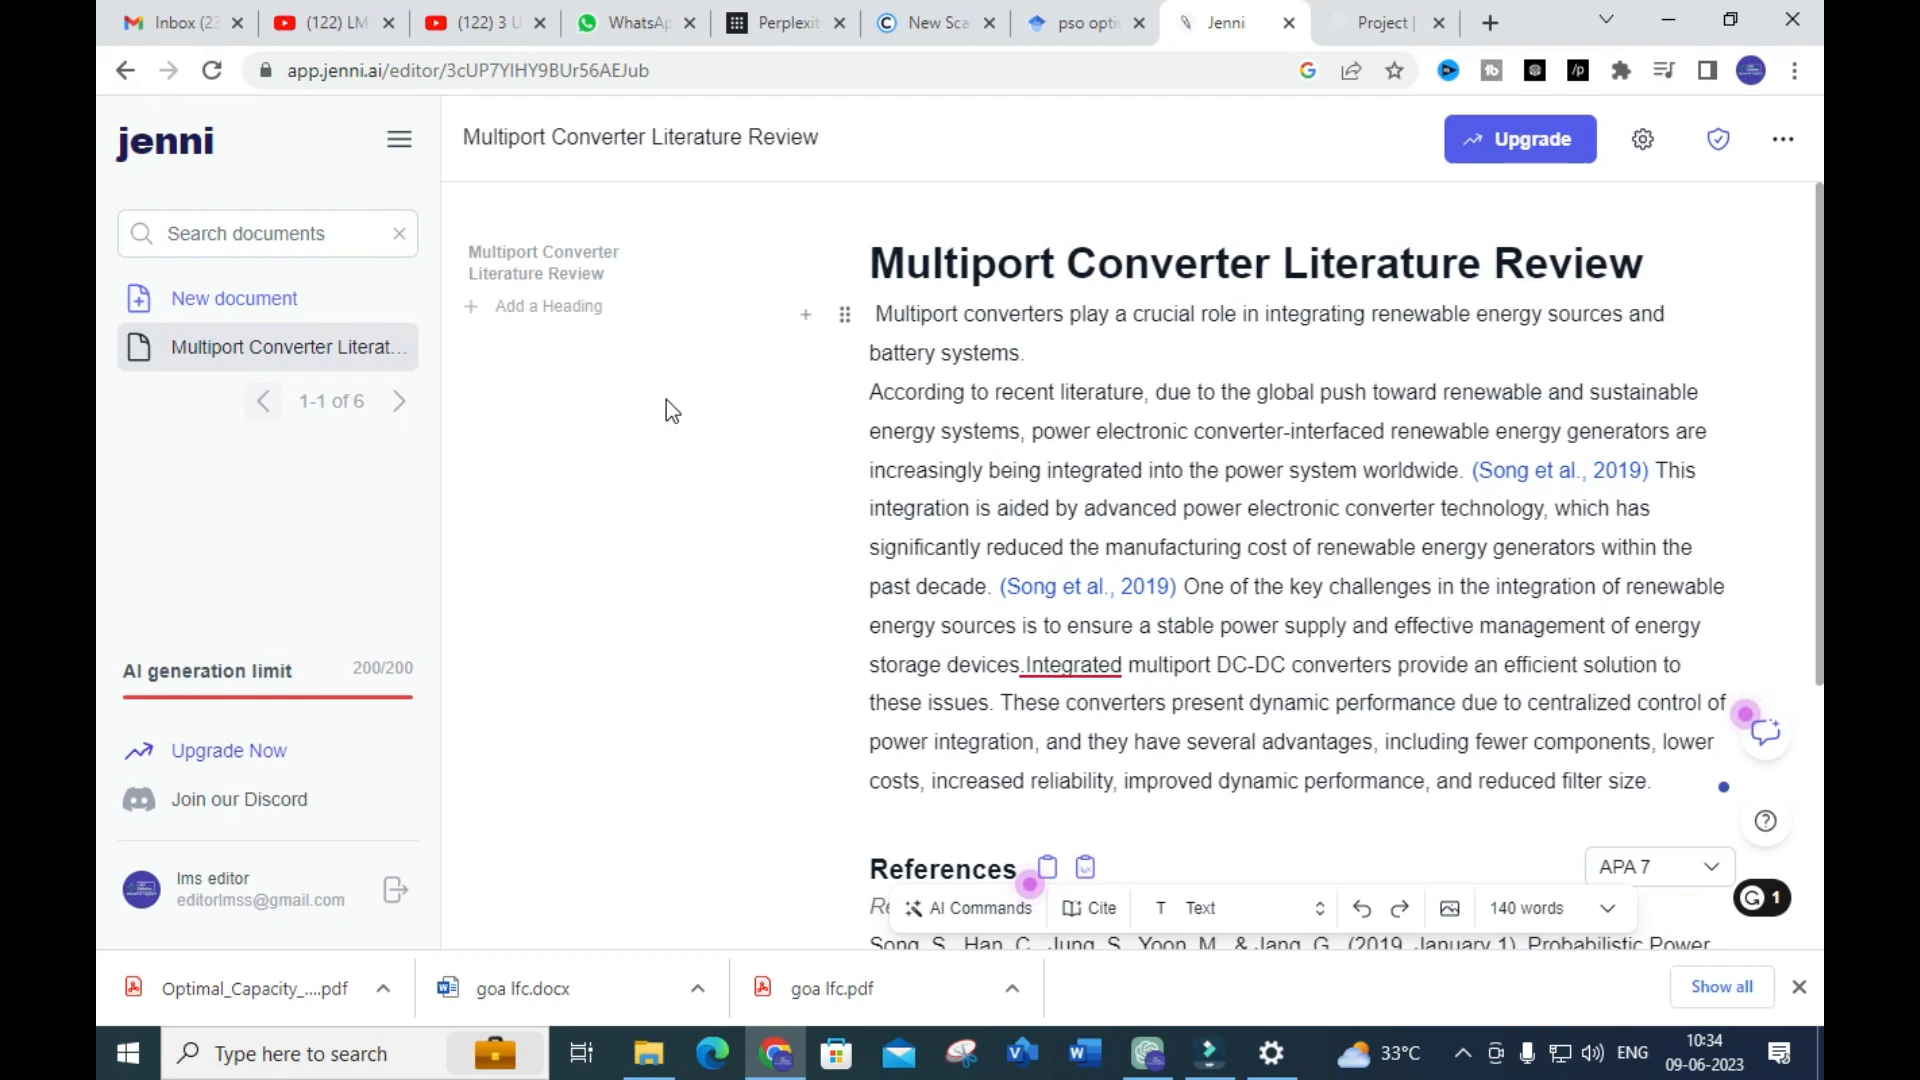 Inbox (23
(122) LM
(122) 3 U
WhatsAp
Perplexit
New Sca
pso opti
Jenni
Project |
app.jenni.ai/editor/3cUP7YIHY9BUr56AEJub
jenni
Multiport Converter Literature Review
Upgrade
Search documents
New document
Multiport Converter Literat...
1-1 of 6
AI generation limit 200/200
Upgrade Now
Join our Discord
lms editor
editorlmss@gmail.com
Multiport Converter
Literature Review
Add a Heading
Multiport Converter Literature Review
Multiport converters play a crucial role in integrating renewable energy sources and
battery systems.
According to recent literature, due to the global push toward renewable and sustainable
energy systems, power electronic converter-interfaced renewable energy generators are
increasingly being integrated into the power system worldwide. (Song et al., 2019) This
integration is aided by advanced power electronic converter technology, which has
significantly reduced the manufacturing cost of renewable energy generators within the
past decade. (Song et al., 2019) One of the key challenges in the integration of renewable
energy sources is to ensure a stable power supply and effective management of energy
storage devices.Integrated multiport DC-DC converters provide an efficient solution to
these issues. These converters present dynamic performance due to centralized control of
power integration, and they have several advantages, including fewer components, lower
costs, increased reliability, improved dynamic performance, and reduced filter size.
References
APA 7
AI Commands
Cite
T Text
140 words
1
Song, S., Han, C., Jung, S., Yoon, M., & Jang, G. (2019, January 1). Probabilistic Power
Optimal_Capacity_....pdf
goa lfc.docx
goa lfc.pdf
Show all
Type here to search
33°C
ENG
10:34
09-06-2023